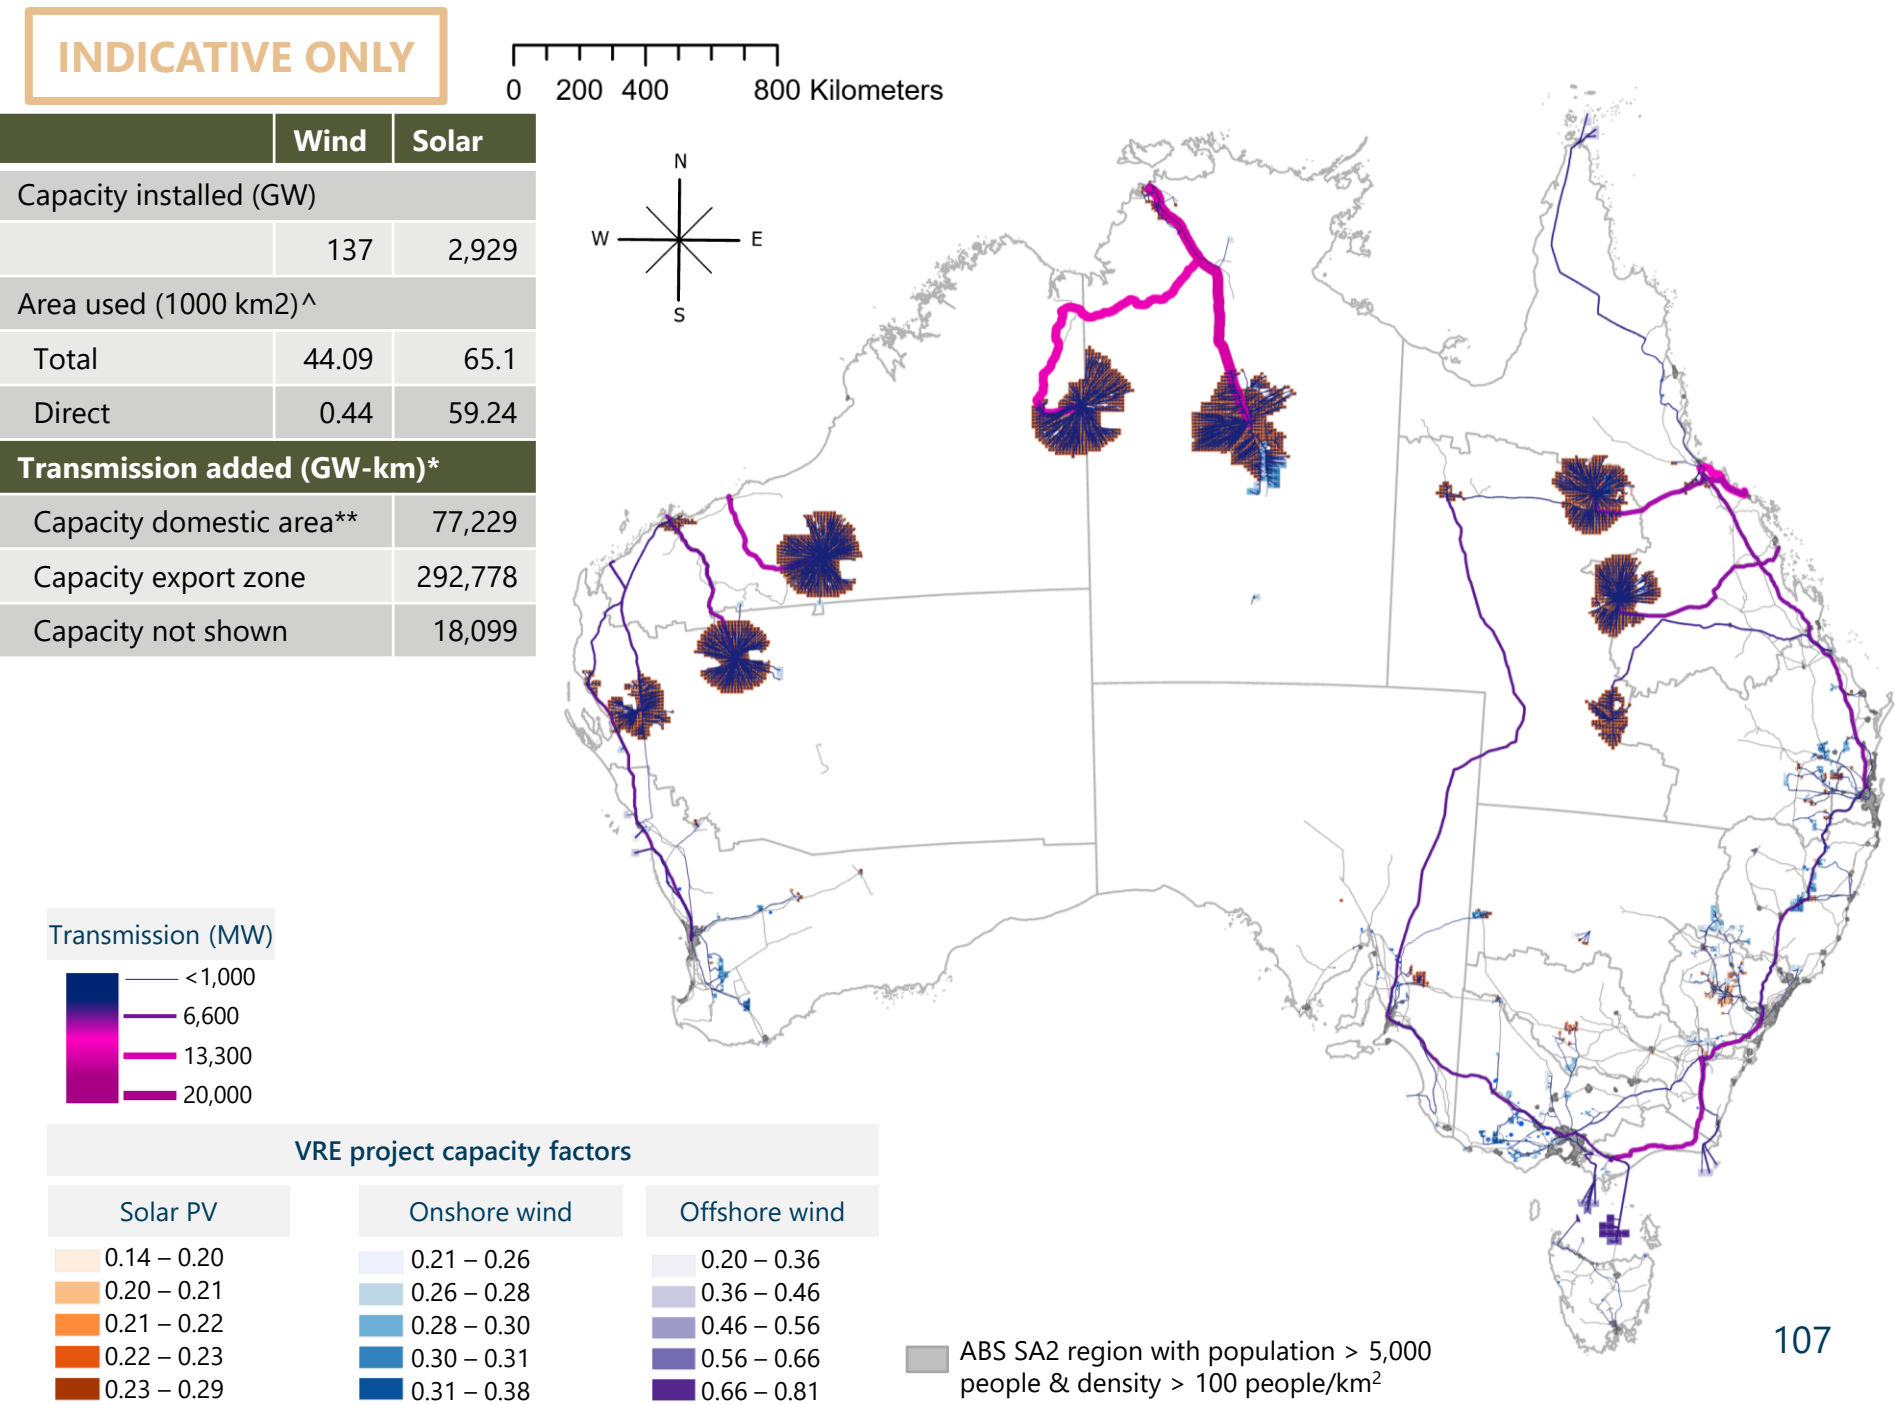 INDICATIVE ONLY
0 200 400 800 Kilometers
Wind Solar
Capacity installed (GW)
137 2,929
Area used (1000 km2)^
Total 44.09 65.1
Direct 0.44 59.24
Transmission added (GW-km)*
Capacity domestic area** 77,229
Capacity export zone 292,778
Capacity not shown 18,099
N
W E
S
Transmission (MW)
<1,000
6,600
13,300
20,000
VRE project capacity factors
Solar PV Onshore wind Offshore wind
0.14 – 0.20 0.21 – 0.26 0.20 – 0.36
0.20 – 0.21 0.26 – 0.28 0.36 – 0.46
0.21 – 0.22 0.28 – 0.30 0.46 – 0.56
0.22 – 0.23 0.30 – 0.31 0.56 – 0.66
0.23 – 0.29 0.31 – 0.38 0.66 – 0.81
ABS SA2 region with population > 5,000
people & density > 100 people/km²
107